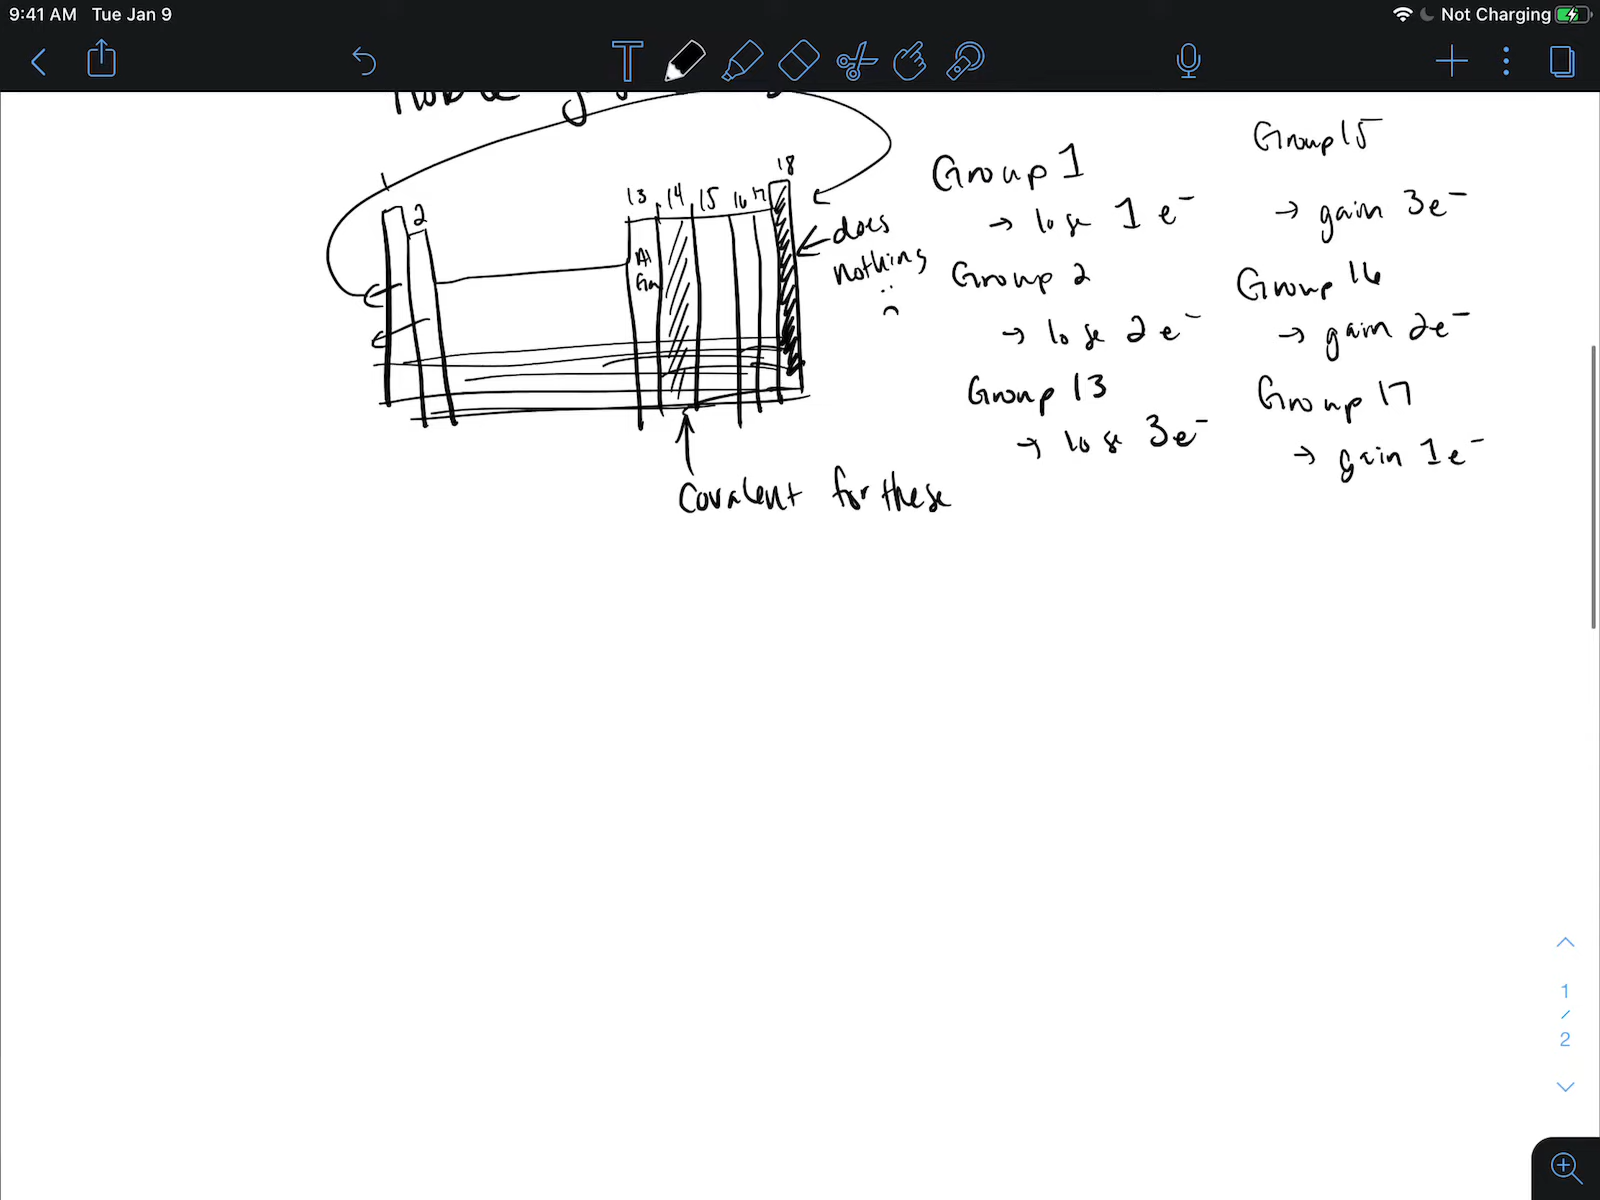 9:41 AM Tue Jan 9
Not Charging
T
1
2
13 14 15 16 17 18
Al
Ga
does
nothing
Covalent for these
Group 1
→ lose 1 e⁻
Group 2
→ lose 2 e⁻
Group 13
→ lose 3e⁻
Group 15
→ gain 3e⁻
Group 16
→ gain 2e⁻
Group 17
→ gain 1e⁻
1
/
2